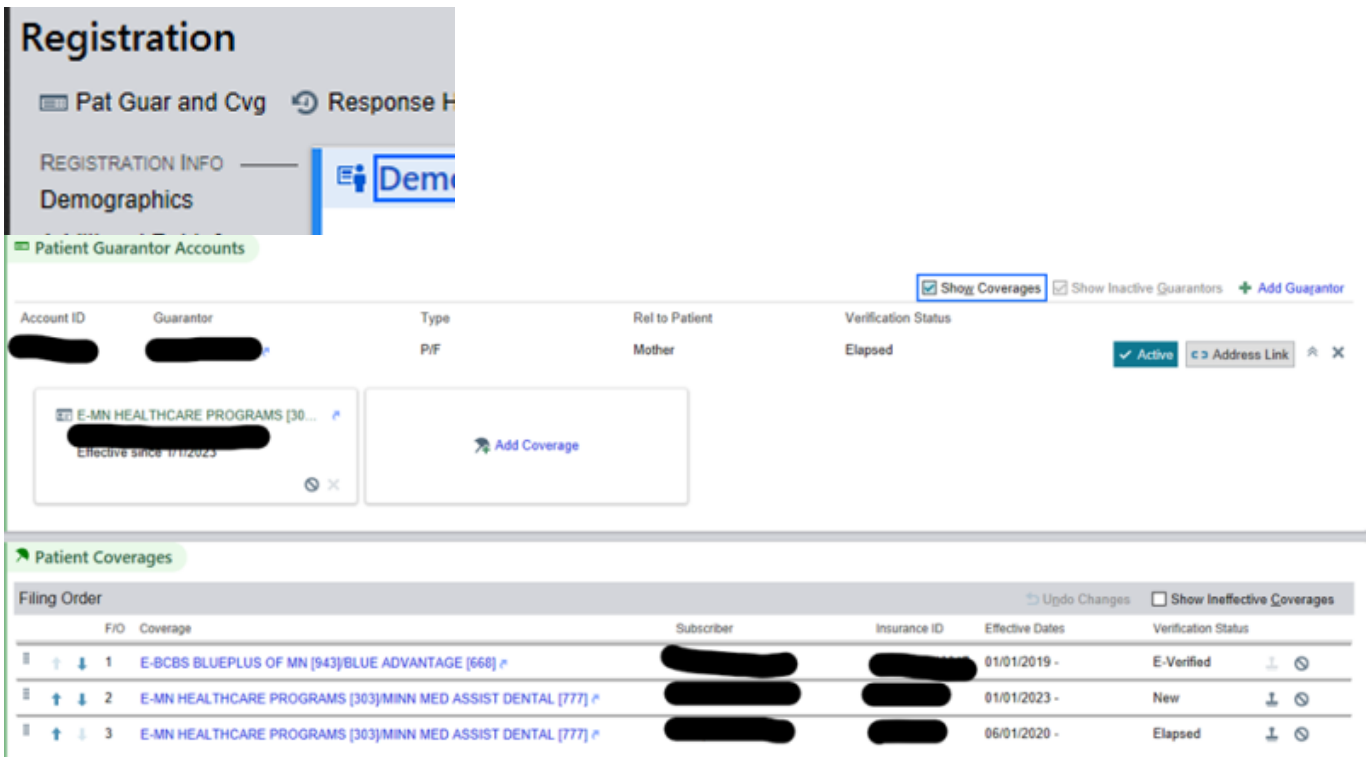 Registration
Pat Guar and Cvg Response H
REGISTRATION INFO
Demographics Demo
Patient Guarantor Accounts
Show Coverages Show Inactive Guarantors Add Guarantor
Account ID Guarantor Type Rel to Patient Verification Status
P/F Mother Elapsed Active Address Link
E-MN HEALTHCARE PROGRAMS [30...
Effective since 1/1/2023
Add Coverage
Patient Coverages
Filing Order Undo Changes Show Ineffective Coverages
F/O Coverage Subscriber Insurance ID Effective Dates Verification Status
1 E-BCBS BLUEPLUS OF MN [943]/BLUE ADVANTAGE [668] 01/01/2019 - E-Verified
2 E-MN HEALTHCARE PROGRAMS [303]/MINN MED ASSIST DENTAL [777] 01/01/2023 - New
3 E-MN HEALTHCARE PROGRAMS [303]/MINN MED ASSIST DENTAL [777] 06/01/2020 - Elapsed